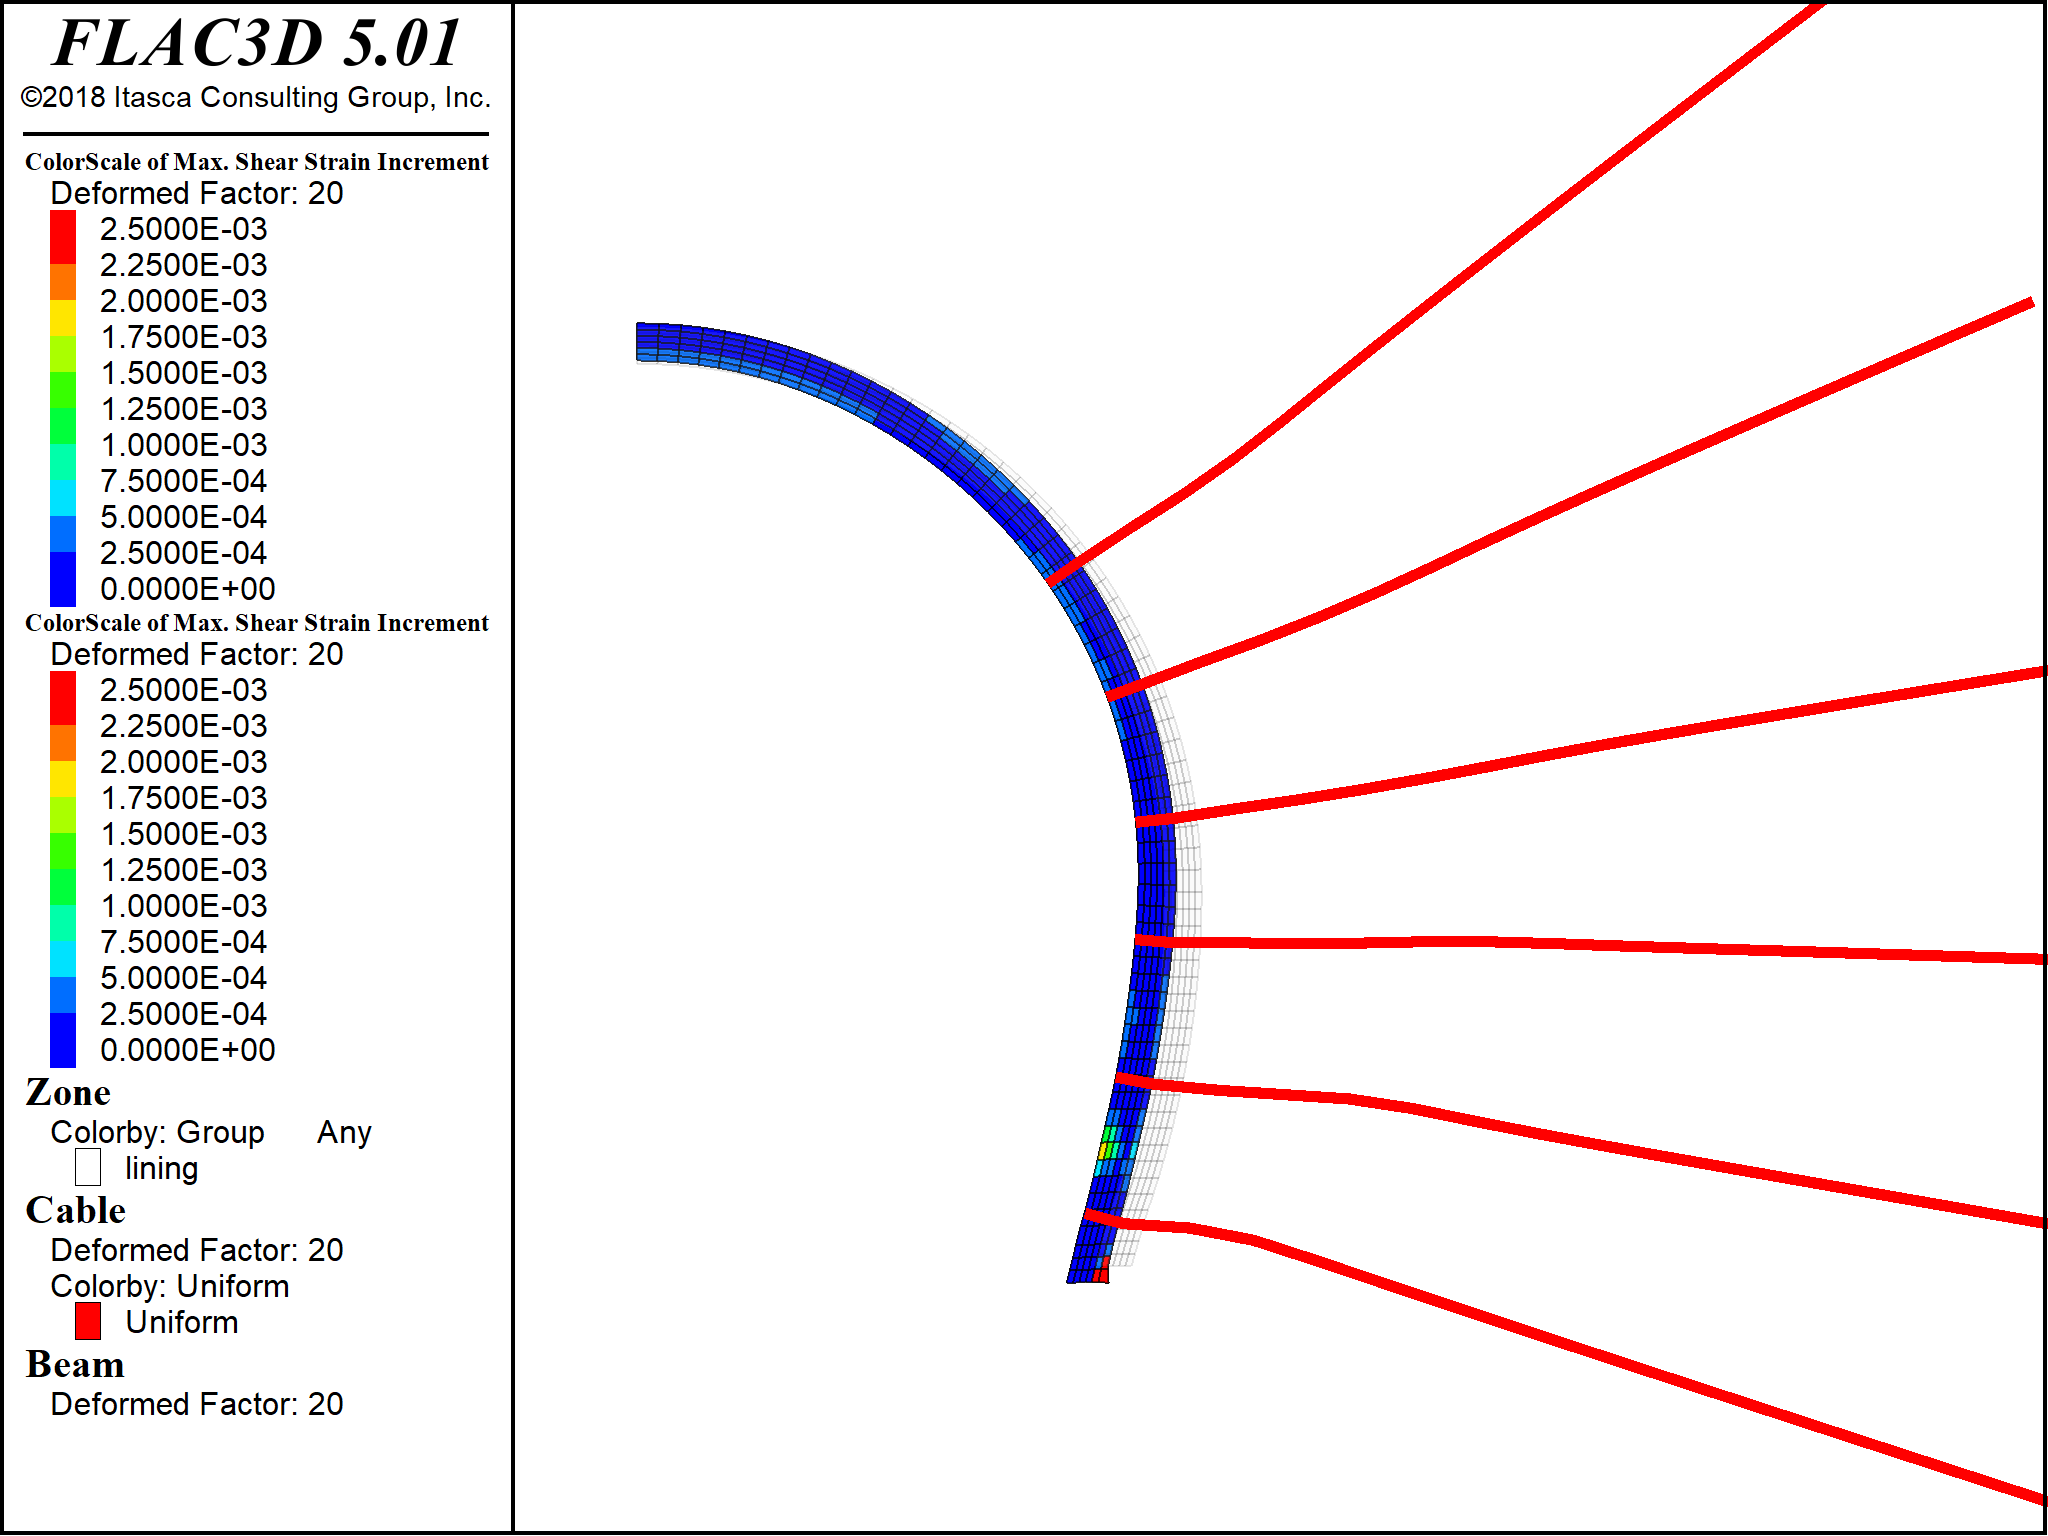 FLAC3D 5.01
©2018 Itasca Consulting Group, Inc.
ColorScale of Max. Shear Strain Increment
Deformed Factor: 20
2.5000E-03
2.2500E-03
2.0000E-03
1.7500E-03
1.5000E-03
1.2500E-03
1.0000E-03
7.5000E-04
5.0000E-04
2.5000E-04
0.0000E+00
ColorScale of Max. Shear Strain Increment
Deformed Factor: 20
2.5000E-03
2.2500E-03
2.0000E-03
1.7500E-03
1.5000E-03
1.2500E-03
1.0000E-03
7.5000E-04
5.0000E-04
2.5000E-04
0.0000E+00
Zone
Colorby: Group Any
lining
Cable
Deformed Factor: 20
Colorby: Uniform
Uniform
Beam
Deformed Factor: 20